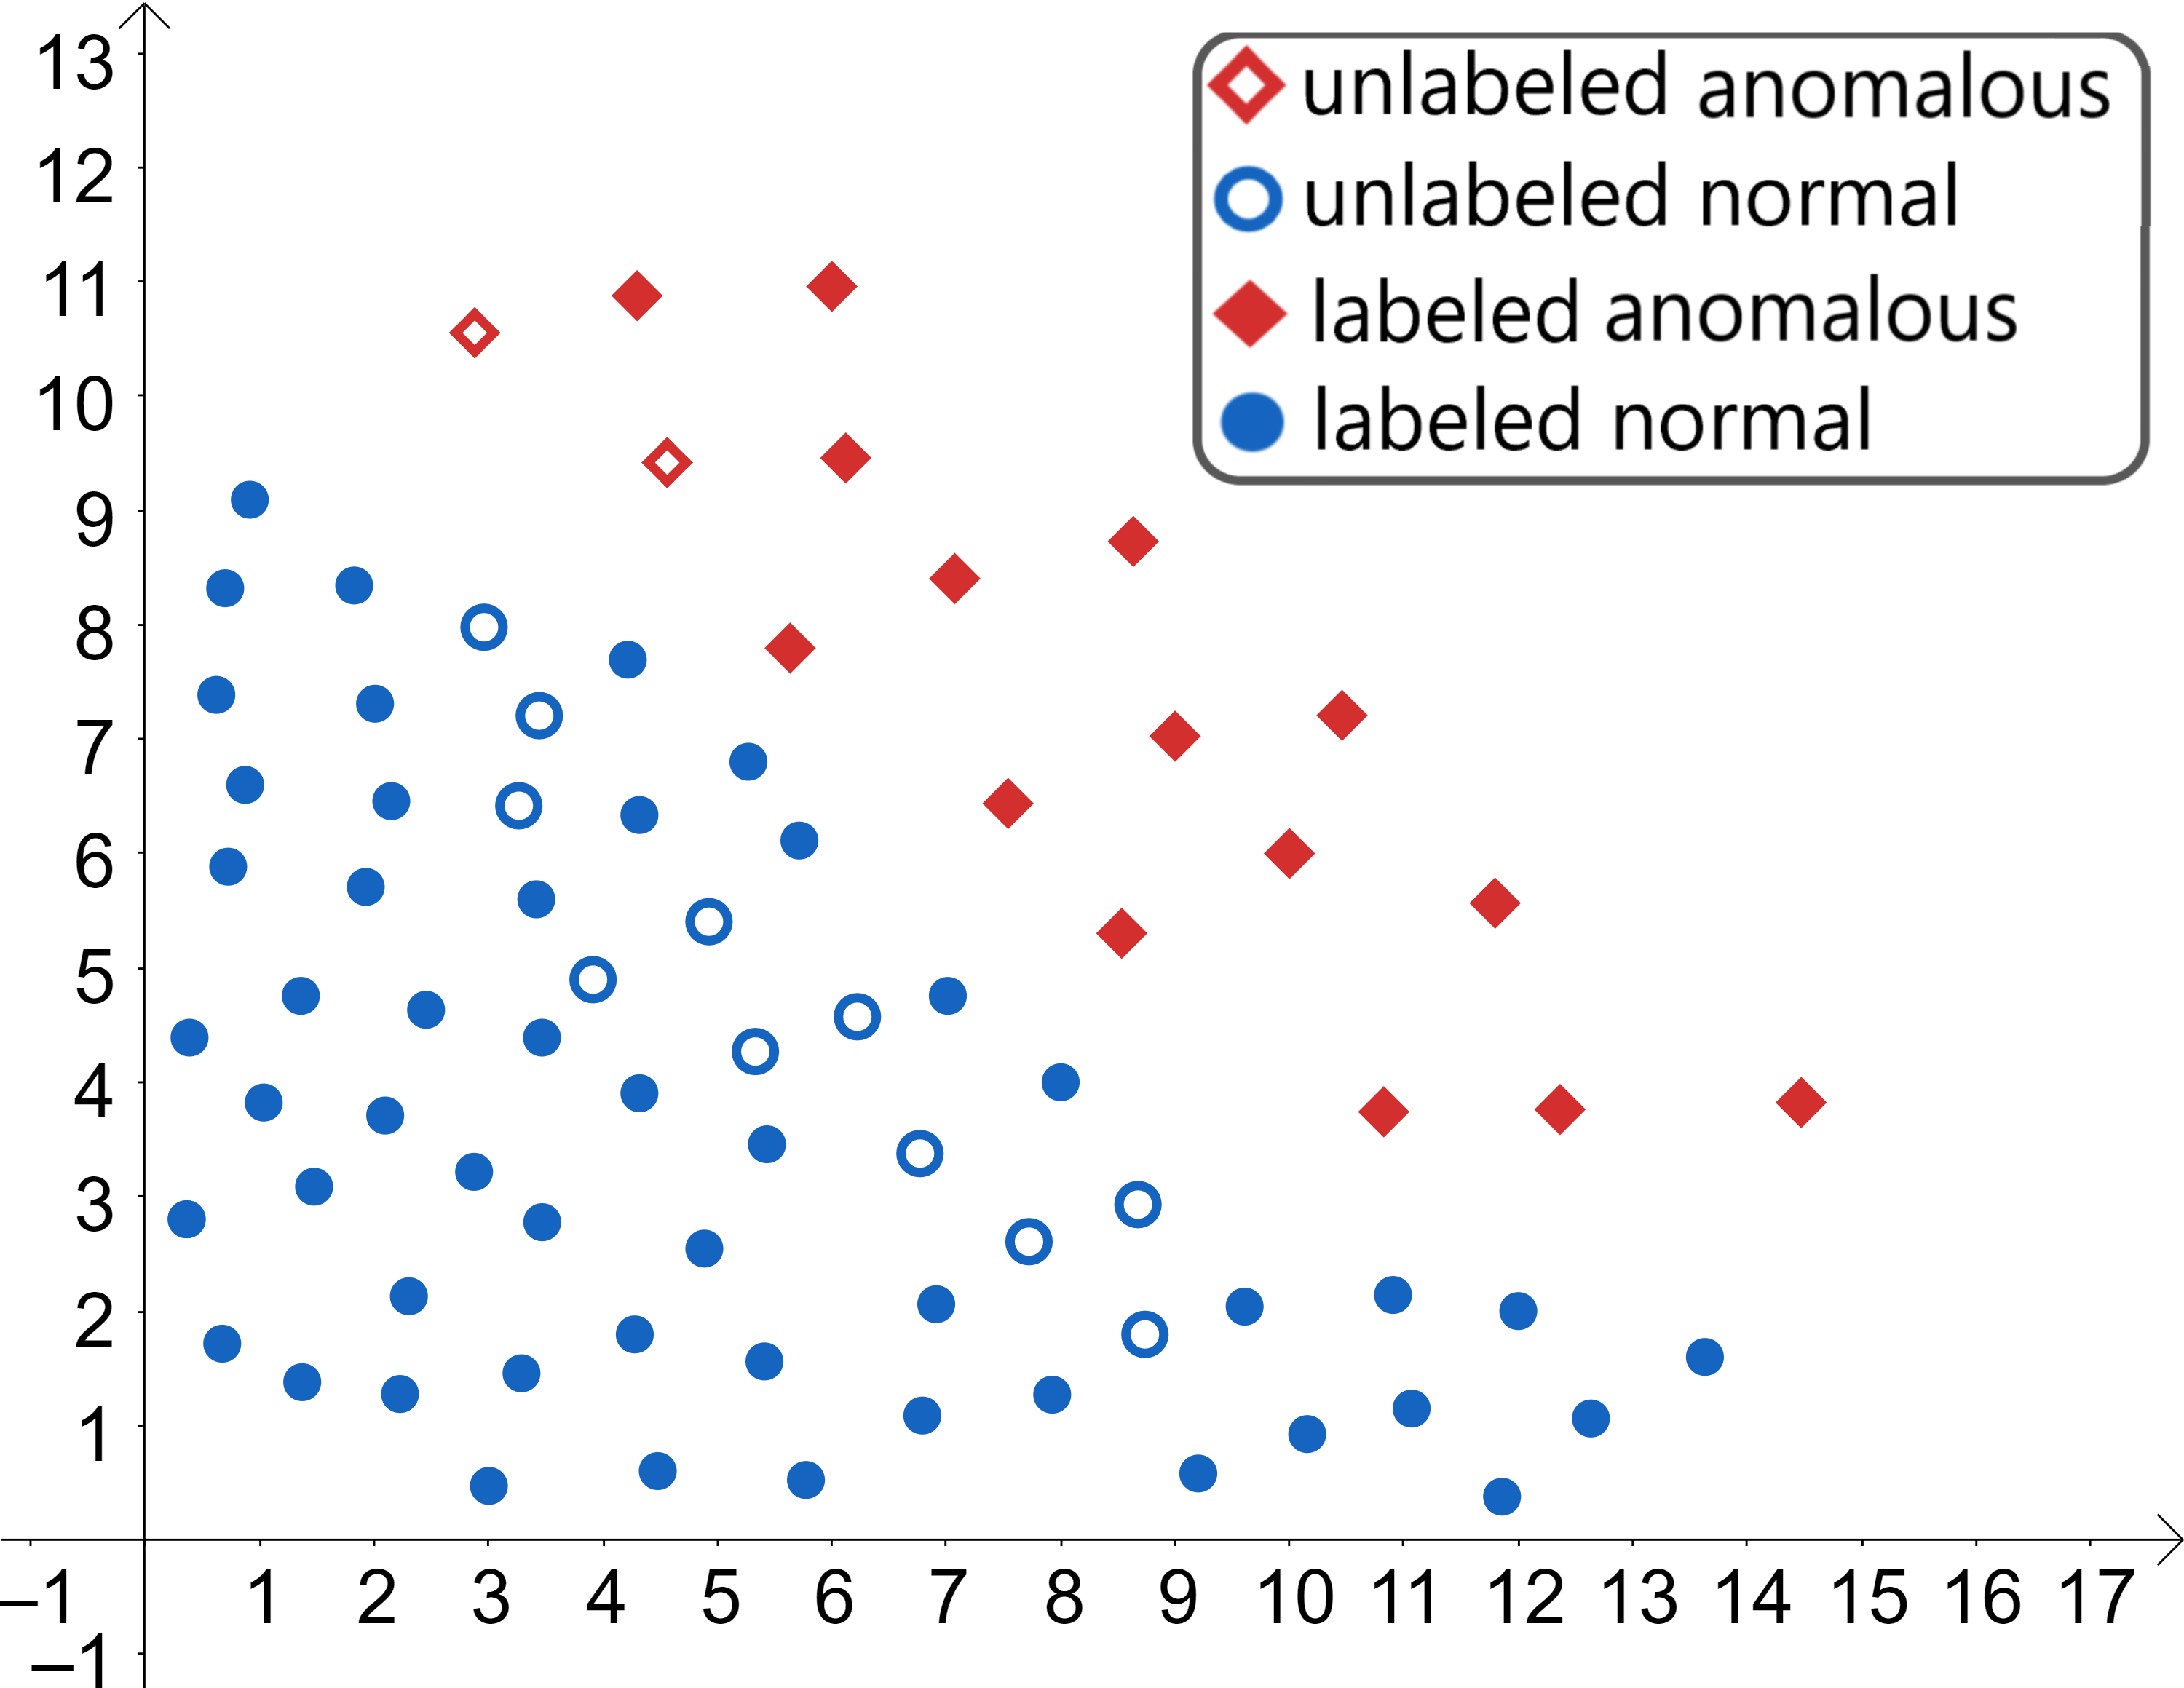 13
12
11
10
9
8
7
6
5
4
3
2
1
–1
–1 1 2 3 4 5 6 7 8 9 10 11 12 13 14 15 16 17
unlabeled anomalous
unlabeled normal
labeled anomalous
labeled normal